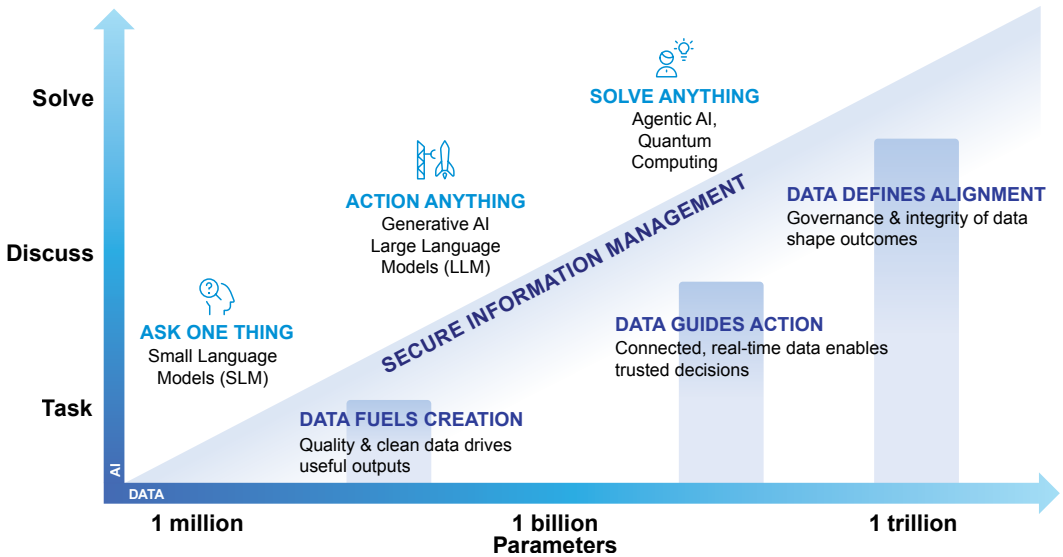 Solve
Discuss
Task
AI
DATA
SOLVE ANYTHING
Agentic AI,
Quantum
Computing
ACTION ANYTHING
Generative AI
Large Language
Models (LLM)
ASK ONE THING
Small Language
Models (SLM)
SECURE INFORMATION MANAGEMENT
DATA DEFINES ALIGNMENT
Governance & integrity of data
shape outcomes
DATA GUIDES ACTION
Connected, real-time data enables
trusted decisions
DATA FUELS CREATION
Quality & clean data drives
useful outputs
1 million
1 billion
1 trillion
Parameters